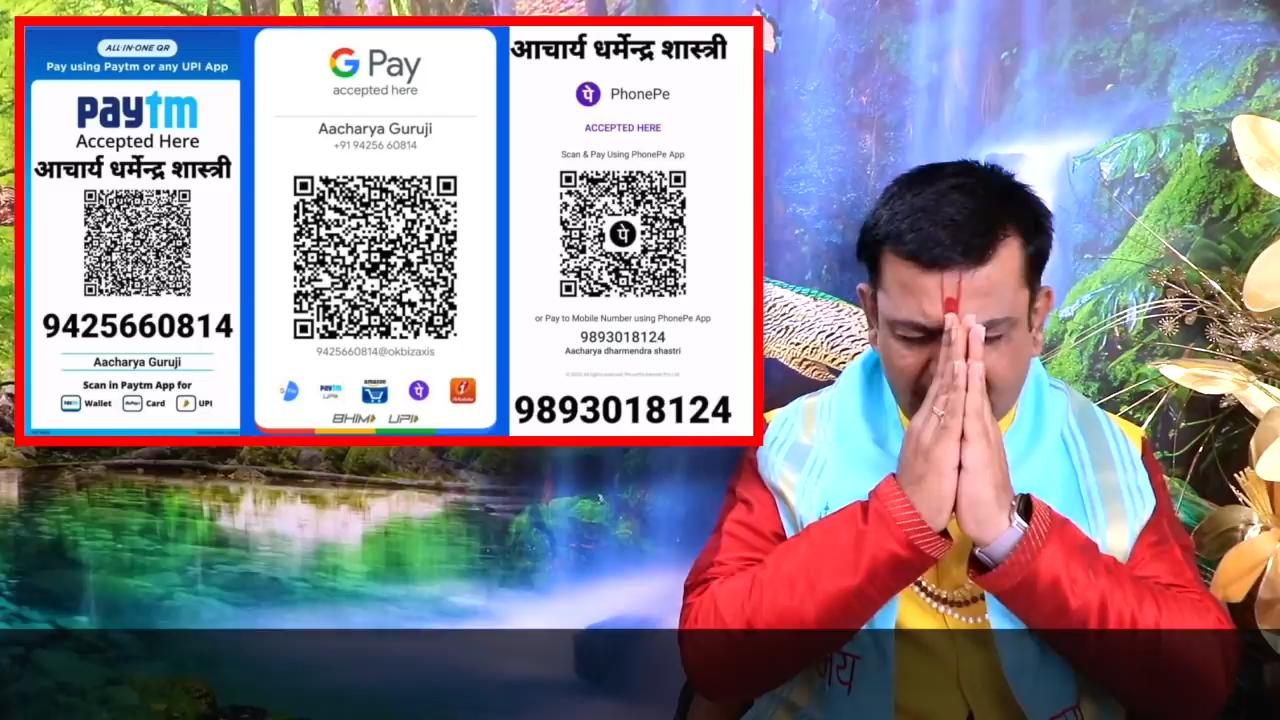 ALL-IN-ONE QR
Pay using Paytm or any UPI App
paytm
Accepted Here
आचार्य धर्मेन्द्र शास्त्री
9425660814
Aacharya Guruji
Scan in Paytm App for
Wallet
Card
UPI
G Pay
accepted here
Aacharya Guruji
+91 94256 60814
9425660814@okbizaxis
paytm
amazon
पे
BHIM UPI
आचार्य धर्मेन्द्र शास्त्री
पे PhonePe
ACCEPTED HERE
Scan & Pay Using PhonePe App
पे
or Pay to Mobile Number using PhonePe App
9893018124
Aacharya dharmendra shastri
9893018124
जय